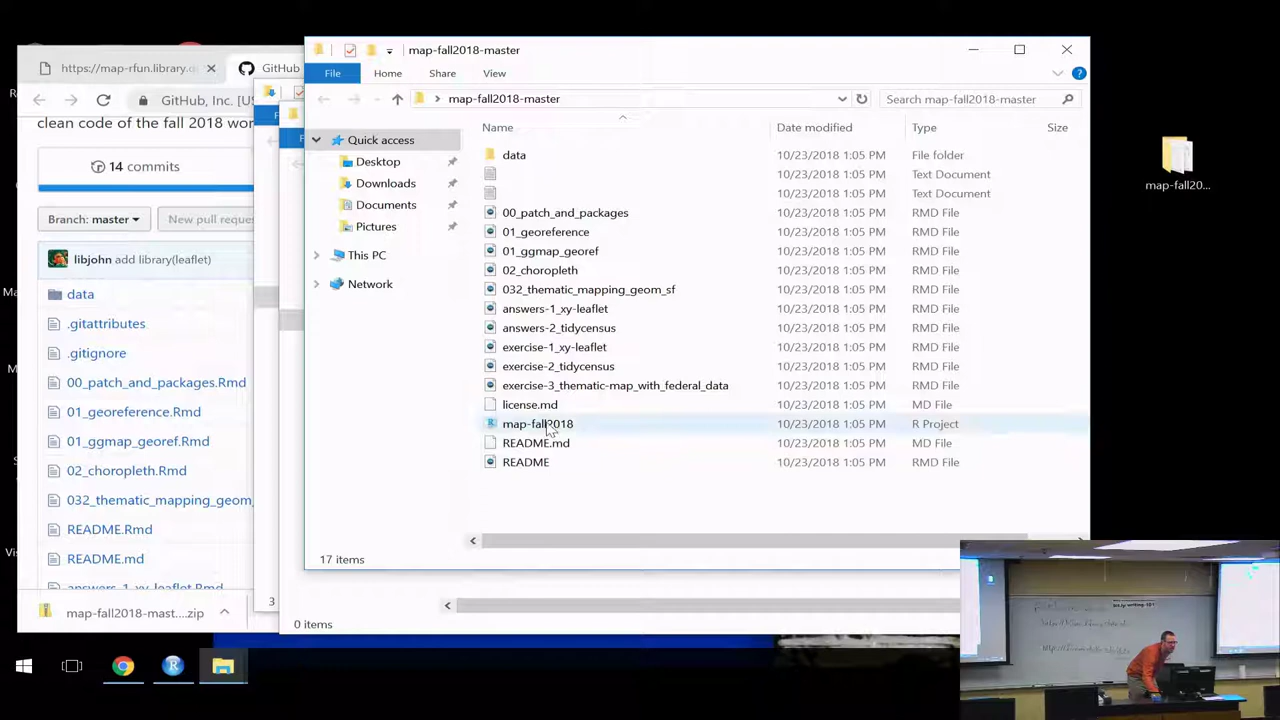 https://map-rfun.library.d
GitHub
GitHub, Inc. [US
clean code of the fall 2018 wor
14 commits
Branch: master
New pull reques
libjohn add library(leaflet)
data
.gitattributes
.gitignore
00_patch_and_packages.Rmd
01_georeference.Rmd
01_ggmap_georef.Rmd
02_choropleth.Rmd
032_thematic_mapping_geom_
README.Rmd
README.md
answers-1_xy-leaflet.Rmd
map-fall2018-mast....zip
3
0 items
map-fall2018-master
File Home Share View
map-fall2018-master
Search map-fall2018-master
Quick access
Desktop
Downloads
Documents
Pictures
This PC
Network
Name Date modified Type Size
data 10/23/2018 1:05 PM File folder
10/23/2018 1:05 PM Text Document
10/23/2018 1:05 PM Text Document
00_patch_and_packages 10/23/2018 1:05 PM RMD File
01_georeference 10/23/2018 1:05 PM RMD File
01_ggmap_georef 10/23/2018 1:05 PM RMD File
02_choropleth 10/23/2018 1:05 PM RMD File
032_thematic_mapping_geom_sf 10/23/2018 1:05 PM RMD File
answers-1_xy-leaflet 10/23/2018 1:05 PM RMD File
answers-2_tidycensus 10/23/2018 1:05 PM RMD File
exercise-1_xy-leaflet 10/23/2018 1:05 PM RMD File
exercise-2_tidycensus 10/23/2018 1:05 PM RMD File
exercise-3_thematic-map_with_federal_data 10/23/2018 1:05 PM RMD File
license.md 10/23/2018 1:05 PM MD File
map-fall2018 10/23/2018 1:05 PM R Project
README.md 10/23/2018 1:05 PM MD File
README 10/23/2018 1:05 PM RMD File
17 items
map-fall20...